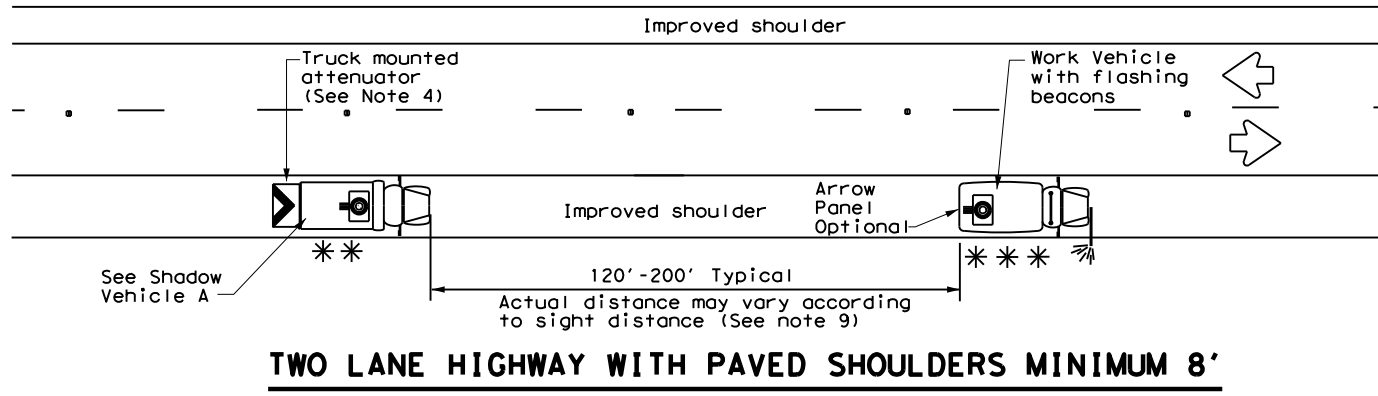 Improved shoulder
Truck mounted
attenuator
(See Note 4)
Work Vehicle
with flashing
beacons
Arrow
Panel
Optional
Improved shoulder
See Shadow
Vehicle A
** 
***
120'-200' Typical
Actual distance may vary according
to sight distance (See note 9)
TWO LANE HIGHWAY WITH PAVED SHOULDERS MINIMUM 8'